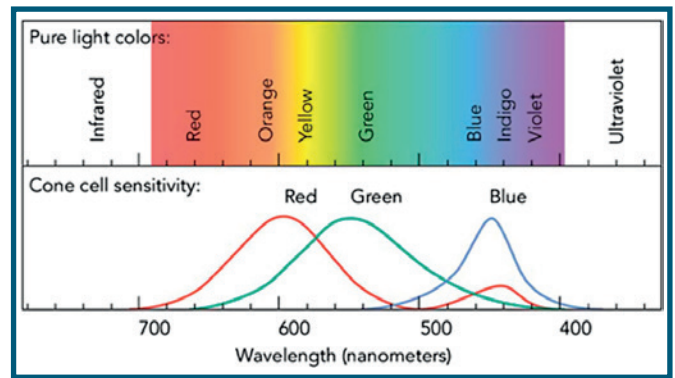 Pure light colors:
Infrared
Red
Orange
Yellow
Green
Blue
Indigo
Violet
Ultraviolet
Cone cell sensitivity:
Red Green Blue
700 600 500 400
Wavelength (nanometers)